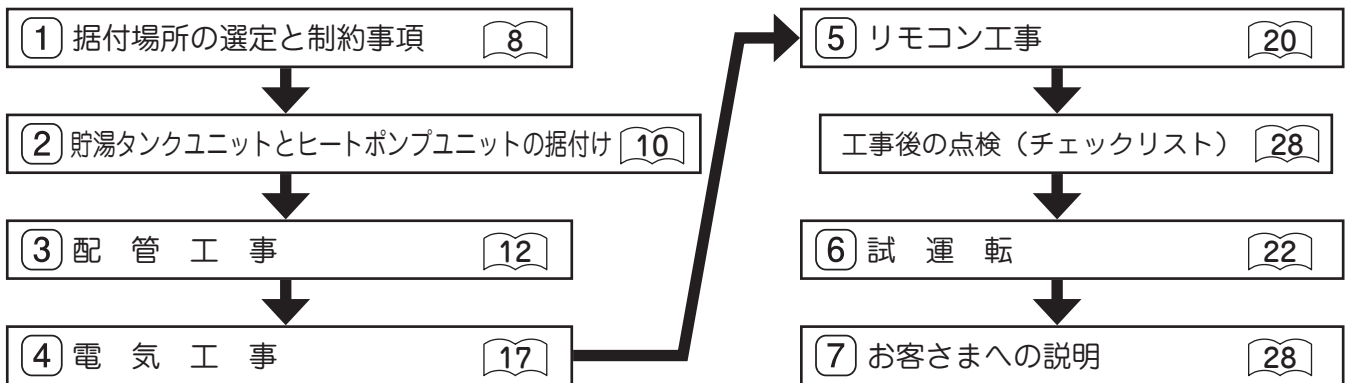 1 据付場所の選定と制約事項 8
2 貯湯タンクユニットとヒートポンプユニットの据付け 10
3 配管工事 12
4 電気工事 17
5 リモコン工事 20
工事後の点検（チェックリスト） 28
6 試運転 22
7 お客さまへの説明 28